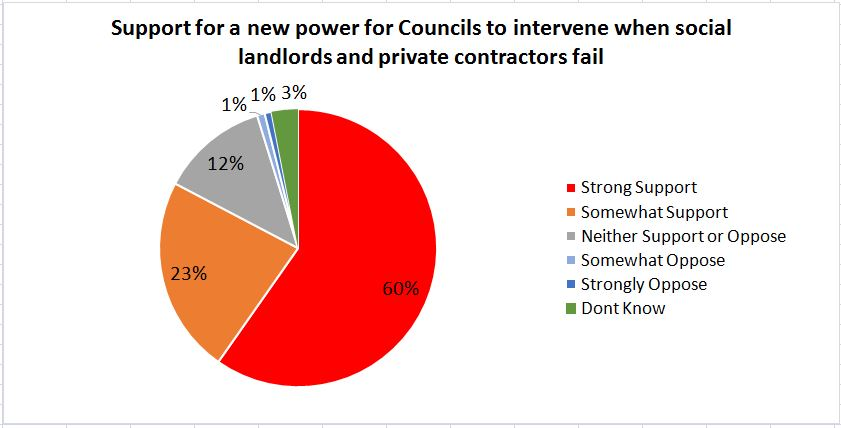 Support for a new power for Councils to intervene when social
landlords and private contractors fail
1% 1% 3%
12%
23%
60%
Strong Support
Somewhat Support
Neither Support or Oppose
Somewhat Oppose
Strongly Oppose
Dont Know